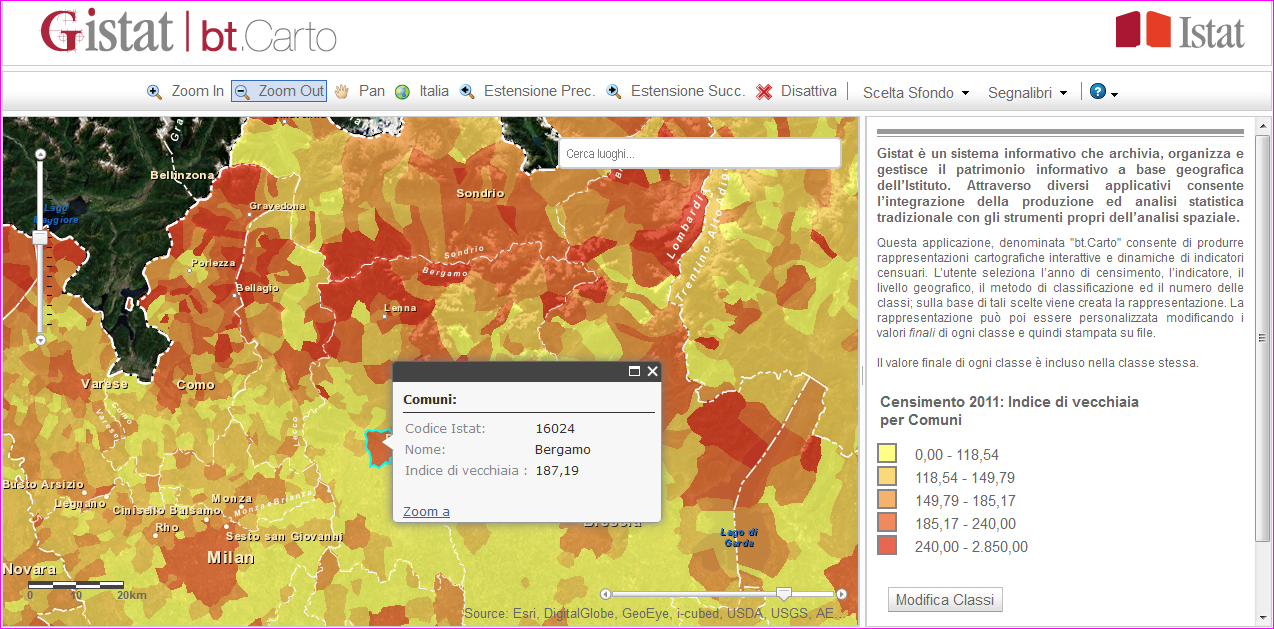 Gistat | bt.Carto
Istat
Zoom In Zoom Out Pan Italia Estensione Prec. Estensione Succ. Disattiva Scelta Sfondo Segnalibri ?
Cerca luoghi...
Bellinzona
Sondrio
Lago
Maggiore
Gravedona
Lombardia
Trentino Alto Adig
Porlezza
Sondrio
Bergamo
Bellagio
Lenna
Varese
Como
Como
Varese
Lecco
Comuni:
Codice Istat: 16024
Nome: Bergamo
Indice di vecchiaia : 187,19
Zoom a
Busto Arsizio
Legnano
Monza
Monza e Brianza
Cinisello Balsamo
Rho
Sesto san Giovanni
Brescia
Lago di
Garda
Milan
Novara
0 10 20km
Source: Esri, DigitalGlobe, GeoEye, i-cubed, USDA, USGS, AE...
Gistat è un sistema informativo che archivia, organizza e
gestisce il patrimonio informativo a base geografica
dell'Istituto. Attraverso diversi applicativi consente
l'integrazione della produzione ed analisi statistica
tradizionale con gli strumenti propri dell'analisi spaziale.
Questa applicazione, denominata "bt.Carto" consente di produrre
rappresentazioni cartografiche interattive e dinamiche di indicatori
censuari. L'utente seleziona l'anno di censimento, l'indicatore, il
livello geografico, il metodo di classificazione ed il numero delle
classi; sulla base di tali scelte viene creata la rappresentazione. La
rappresentazione può poi essere personalizzata modificando i
valori finali di ogni classe e quindi stampata su file.
Il valore finale di ogni classe è incluso nella classe stessa.
Censimento 2011: Indice di vecchiaia
per Comuni
0,00 - 118,54
118,54 - 149,79
149,79 - 185,17
185,17 - 240,00
240,00 - 2.850,00
Modifica Classi